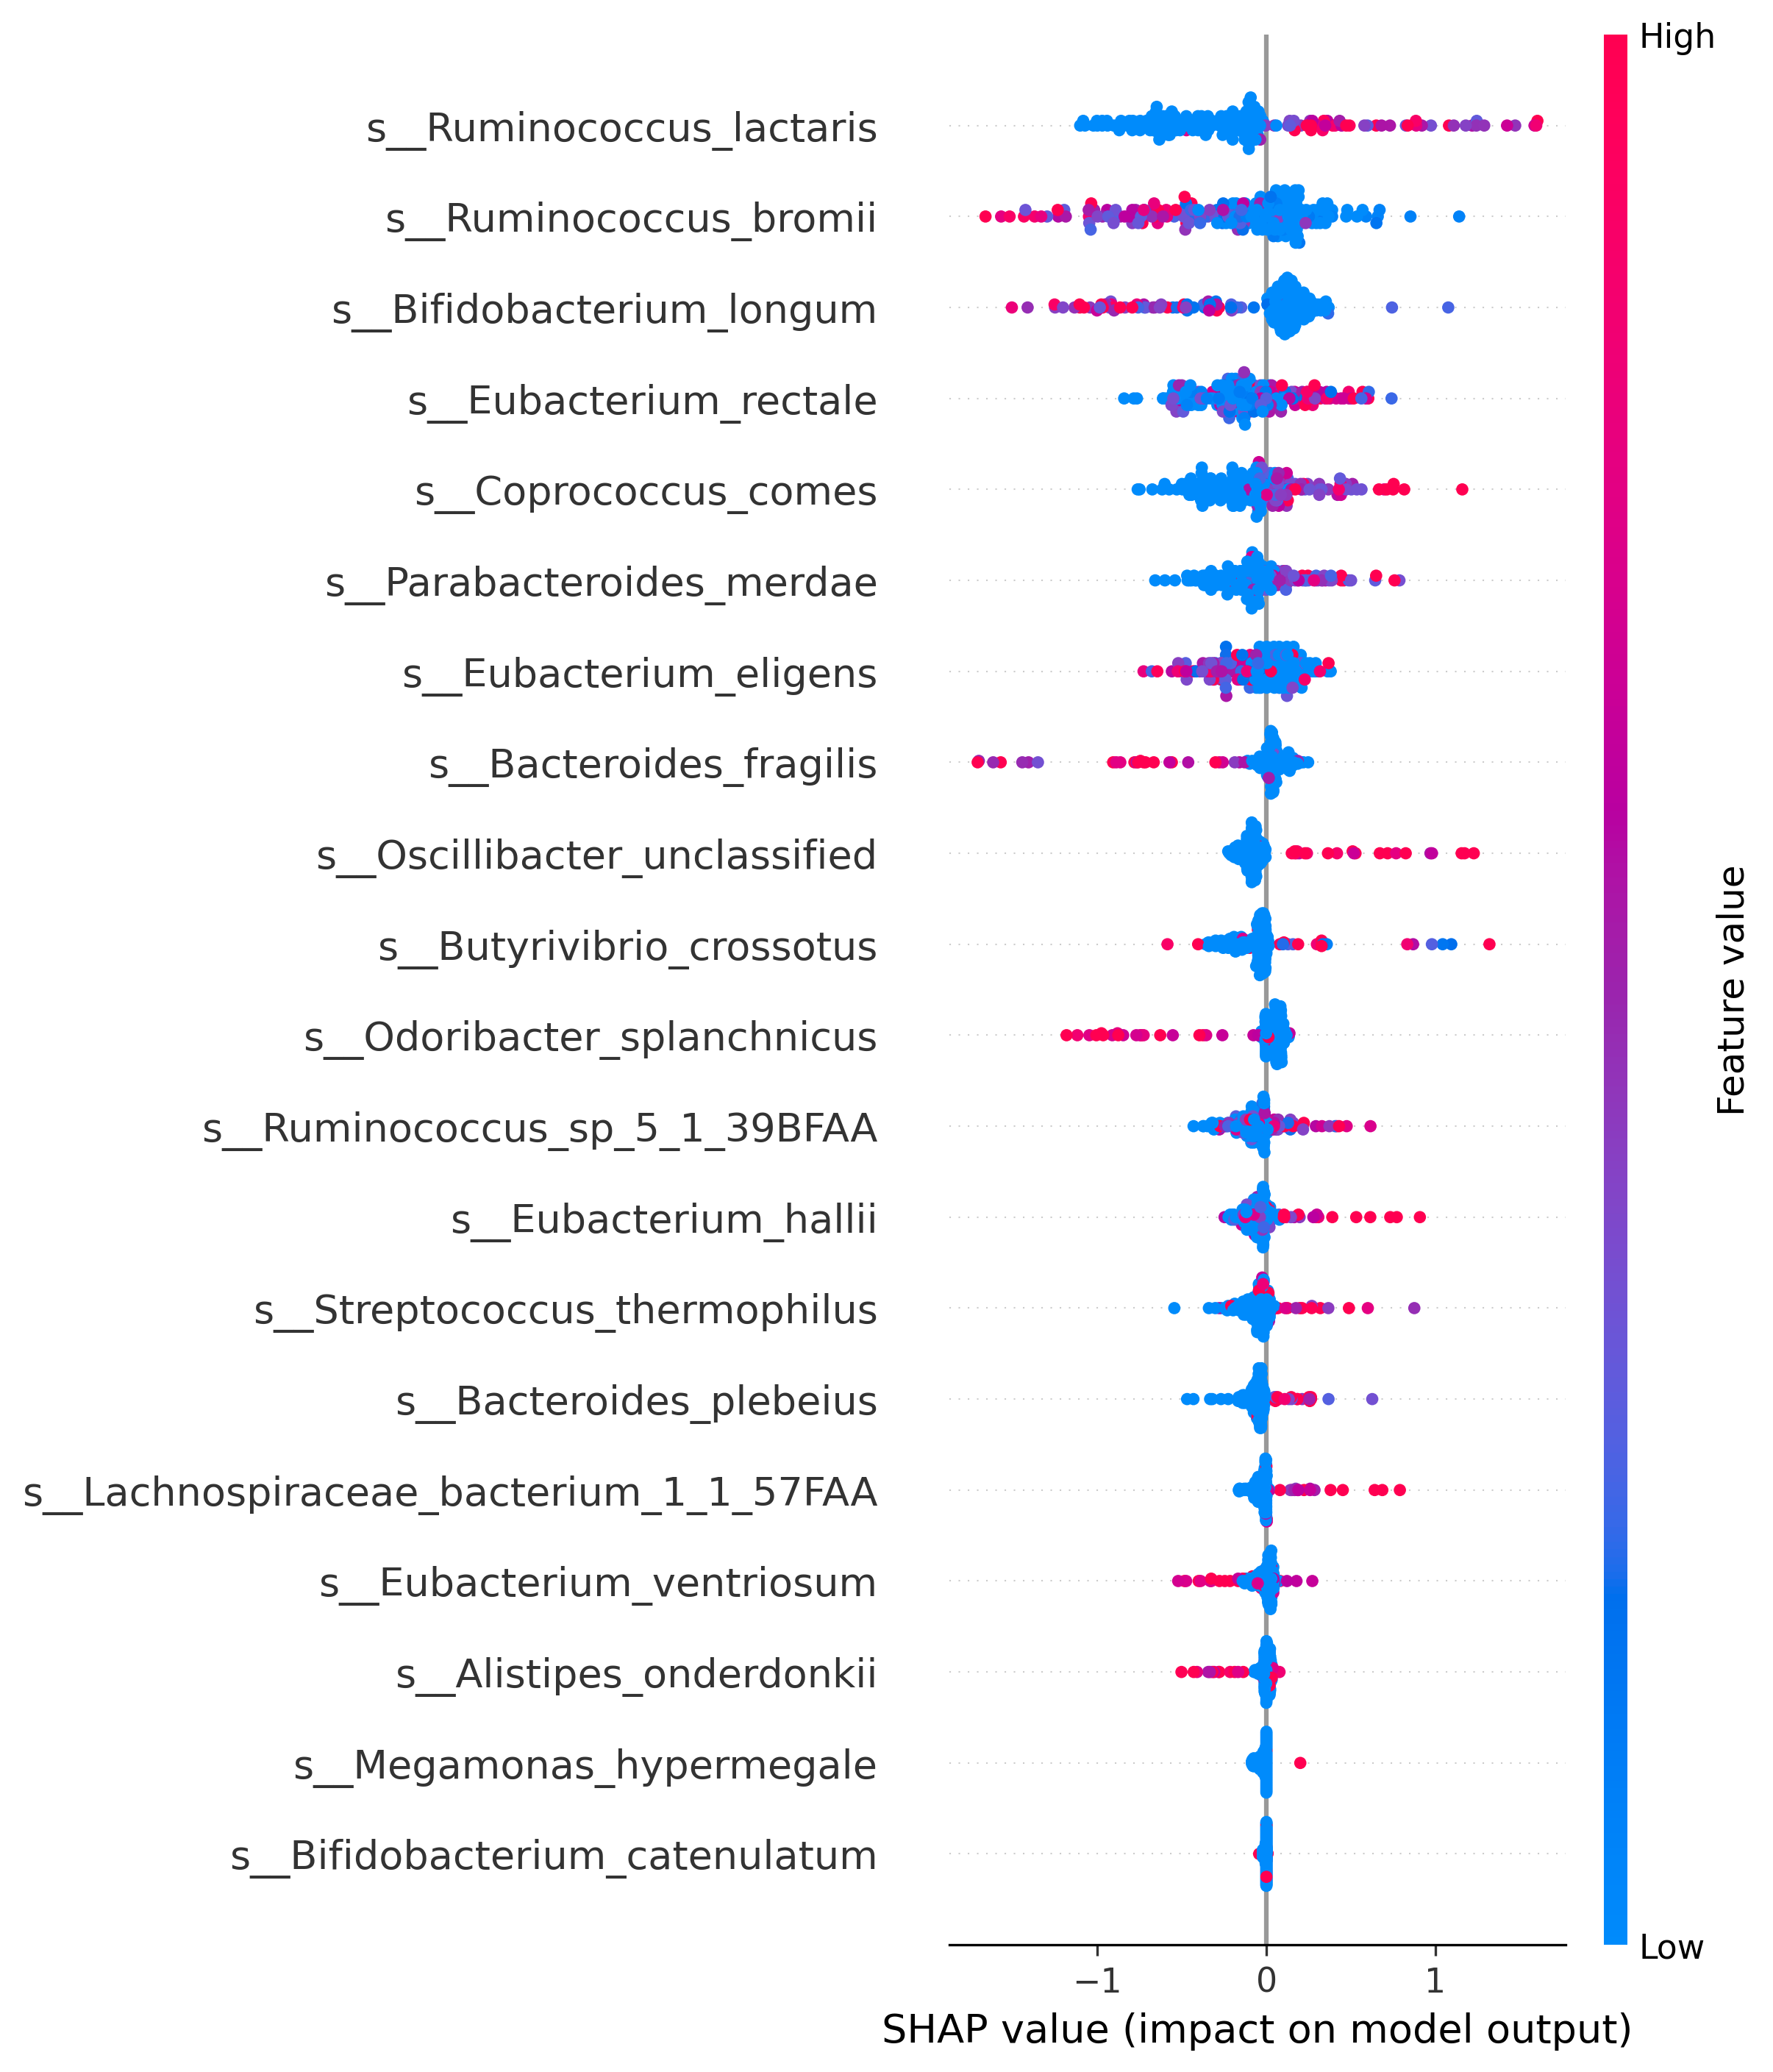 High
s__Ruminococcus_lactaris
s__Ruminococcus_bromii
s__Bifidobacterium_longum
s__Eubacterium_rectale
s__Coprococcus_comes
s__Parabacteroides_merdae
s__Eubacterium_eligens
s__Bacteroides_fragilis
s__Oscillibacter_unclassified
s__Butyrivibrio_crossotus
s__Odoribacter_splanchnicus
s__Ruminococcus_sp_5_1_39BFAA
s__Eubacterium_hallii
s__Streptococcus_thermophilus
s__Bacteroides_plebeius
s__Lachnospiraceae_bacterium_1_1_57FAA
s__Eubacterium_ventriosum
s__Alistipes_onderdonkii
s__Megamonas_hypermegale
s__Bifidobacterium_catenulatum
Feature value
Low
−1 0 1
SHAP value (impact on model output)